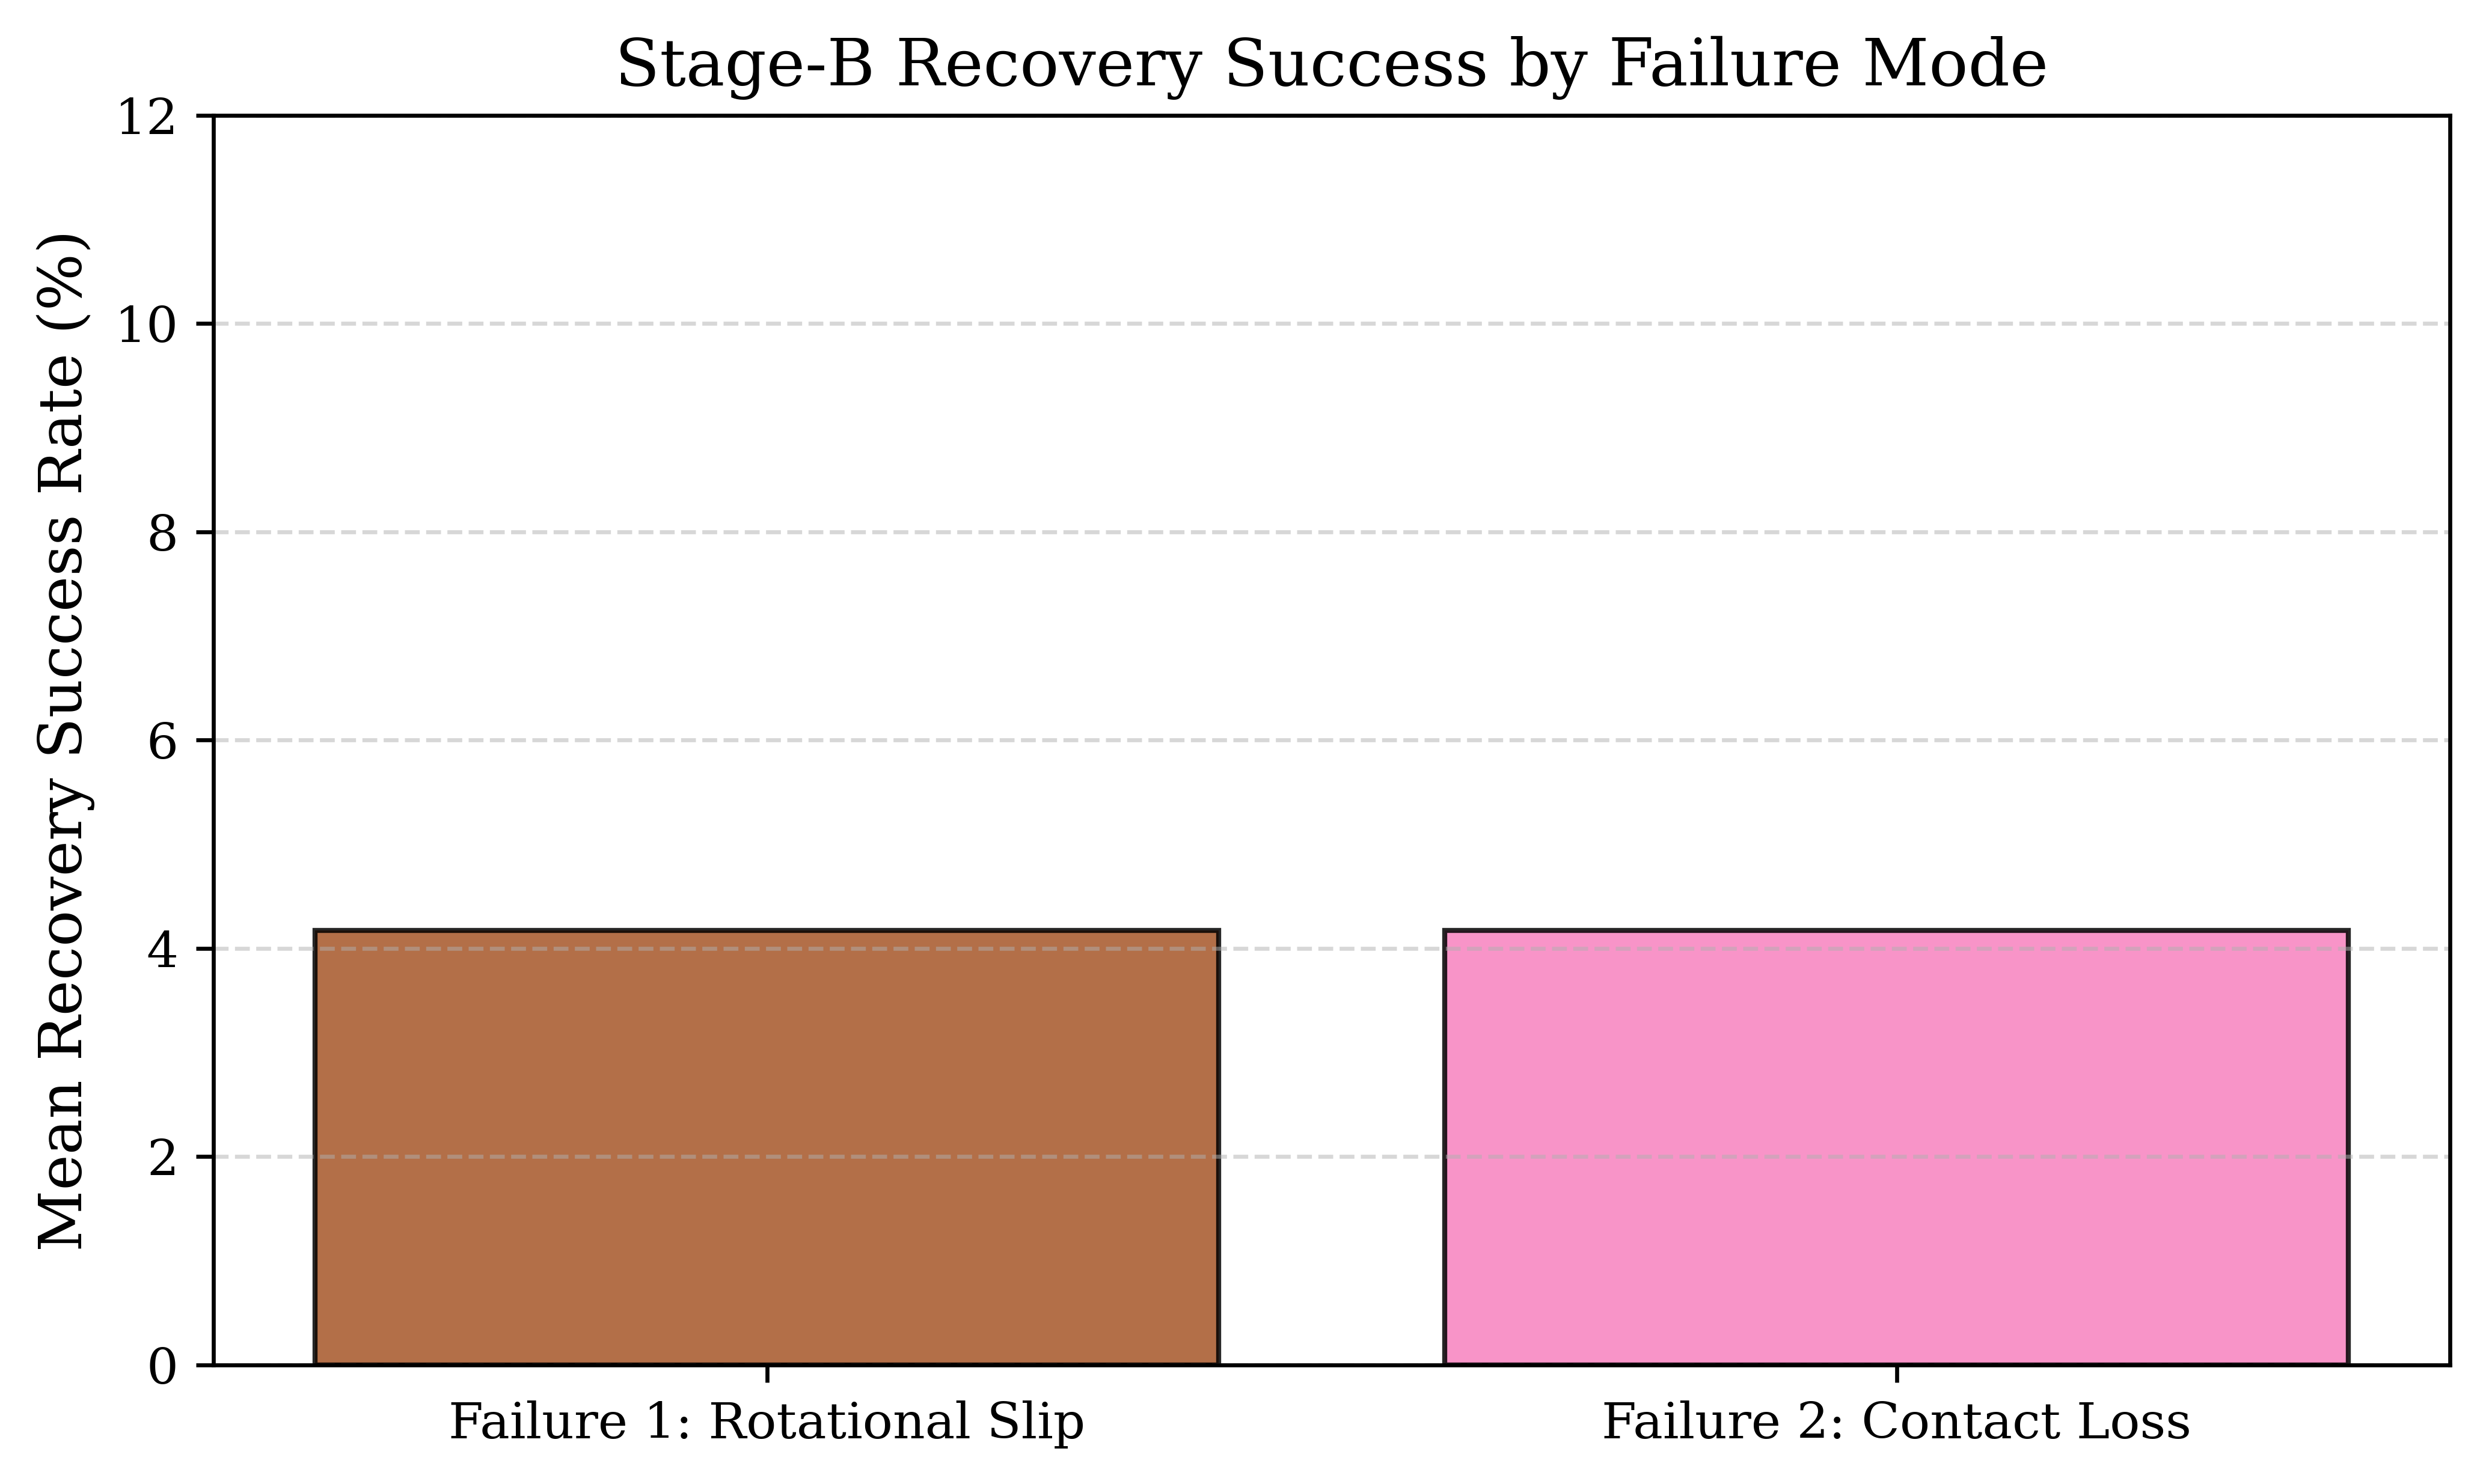 Stage-B Recovery Success by Failure Mode
Mean Recovery Success Rate (%)
12
10
8
6
4
2
0
Failure 1: Rotational Slip
Failure 2: Contact Loss